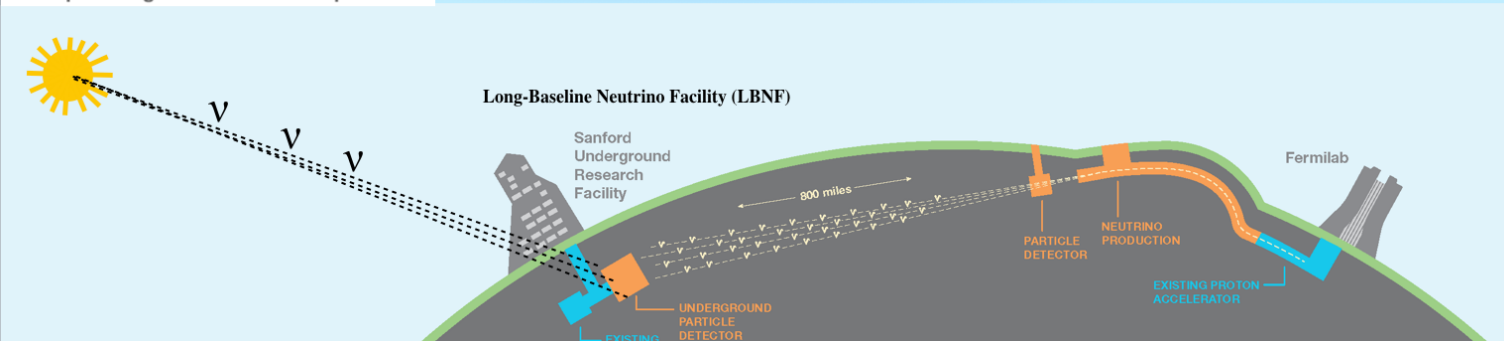 ν
ν
ν
Long-Baseline Neutrino Facility (LBNF)
Sanford
Underground
Research
Facility
800 miles
Fermilab
PARTICLE
DETECTOR
NEUTRINO
PRODUCTION
EXISTING PROTON
ACCELERATOR
UNDERGROUND
PARTICLE
DETECTOR
EXISTING